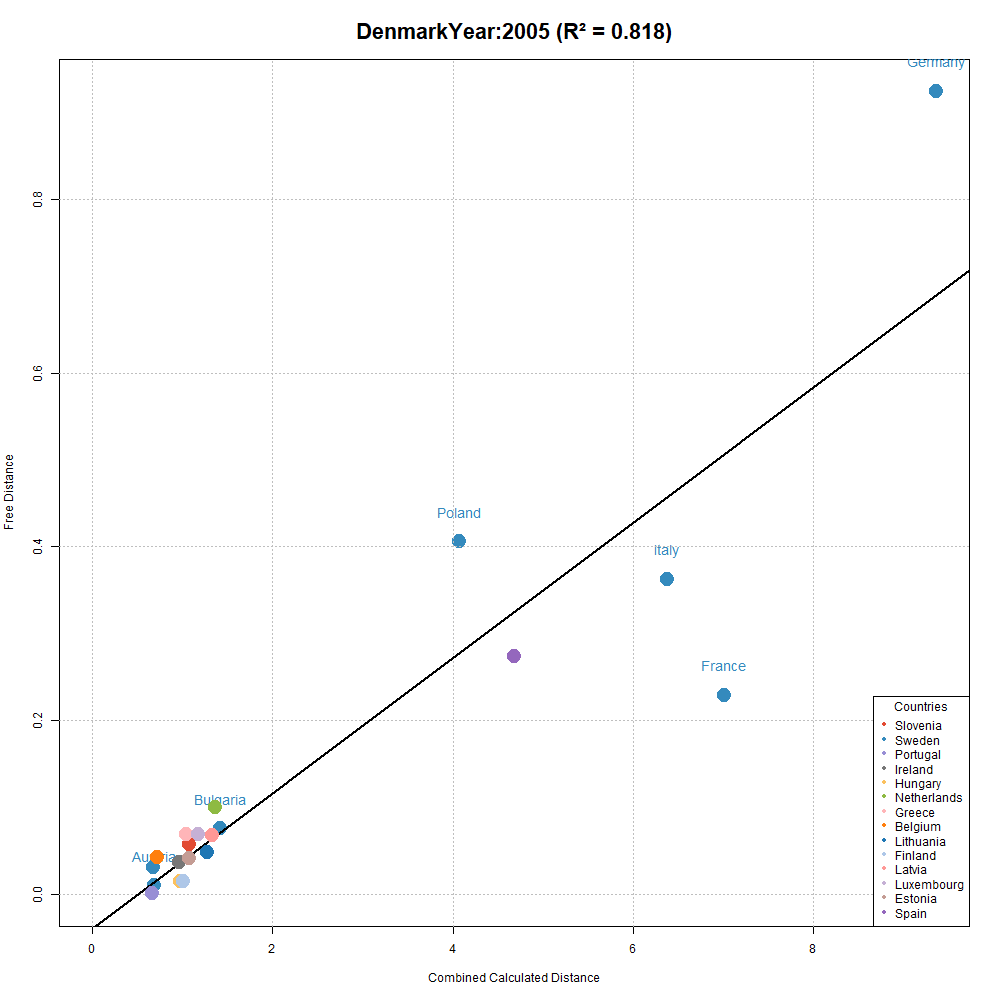 DenmarkYear:2005 (R² = 0.818)
Germany
0.8
0.6
Poland
Italy
0.4
Free Distance
France
0.2
Countries
Slovenia
Sweden
Portugal
Ireland
Hungary
Netherlands
Greece
Belgium
Lithuania
Finland
Latvia
Luxembourg
Estonia
Spain
Bulgaria
Austria
0.0
0 2 4 6 8
Combined Calculated Distance